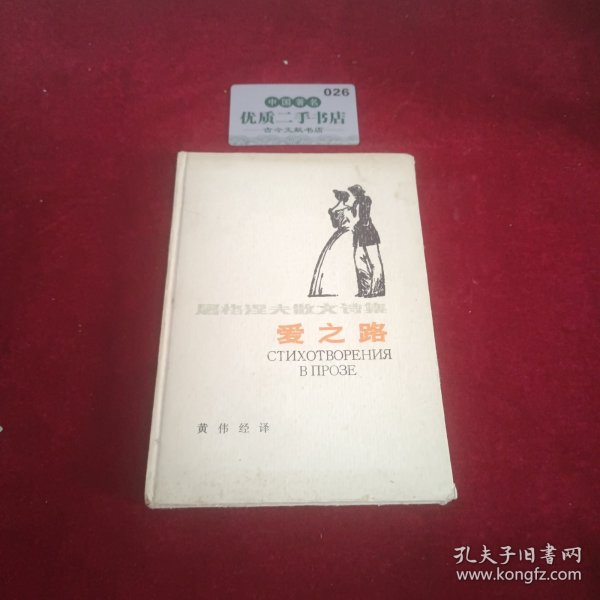 026
中国著名
优质二手书店
古今文献书店
屠格涅夫散文诗集
爱之路
СТИХОТВОРЕНИЯ
В ПРОЗЕ
黄伟经译
孔夫子旧书网
www.kongfz.com